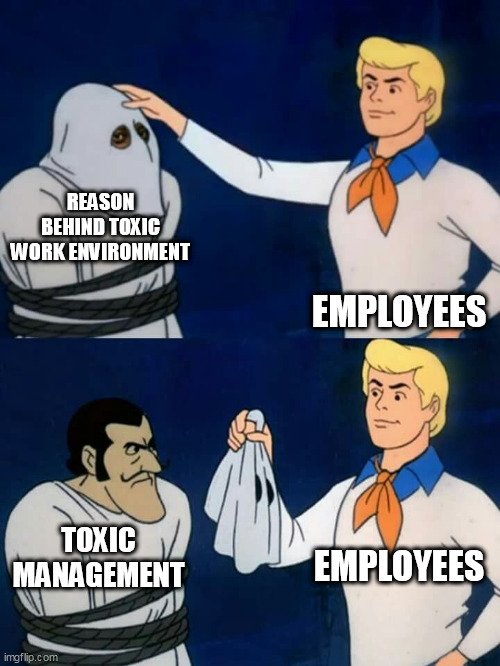 REASON
BEHIND TOXIC
WORK ENVIRONMENT
EMPLOYEES
TOXIC
MANAGEMENT
EMPLOYEES
imgflip.com